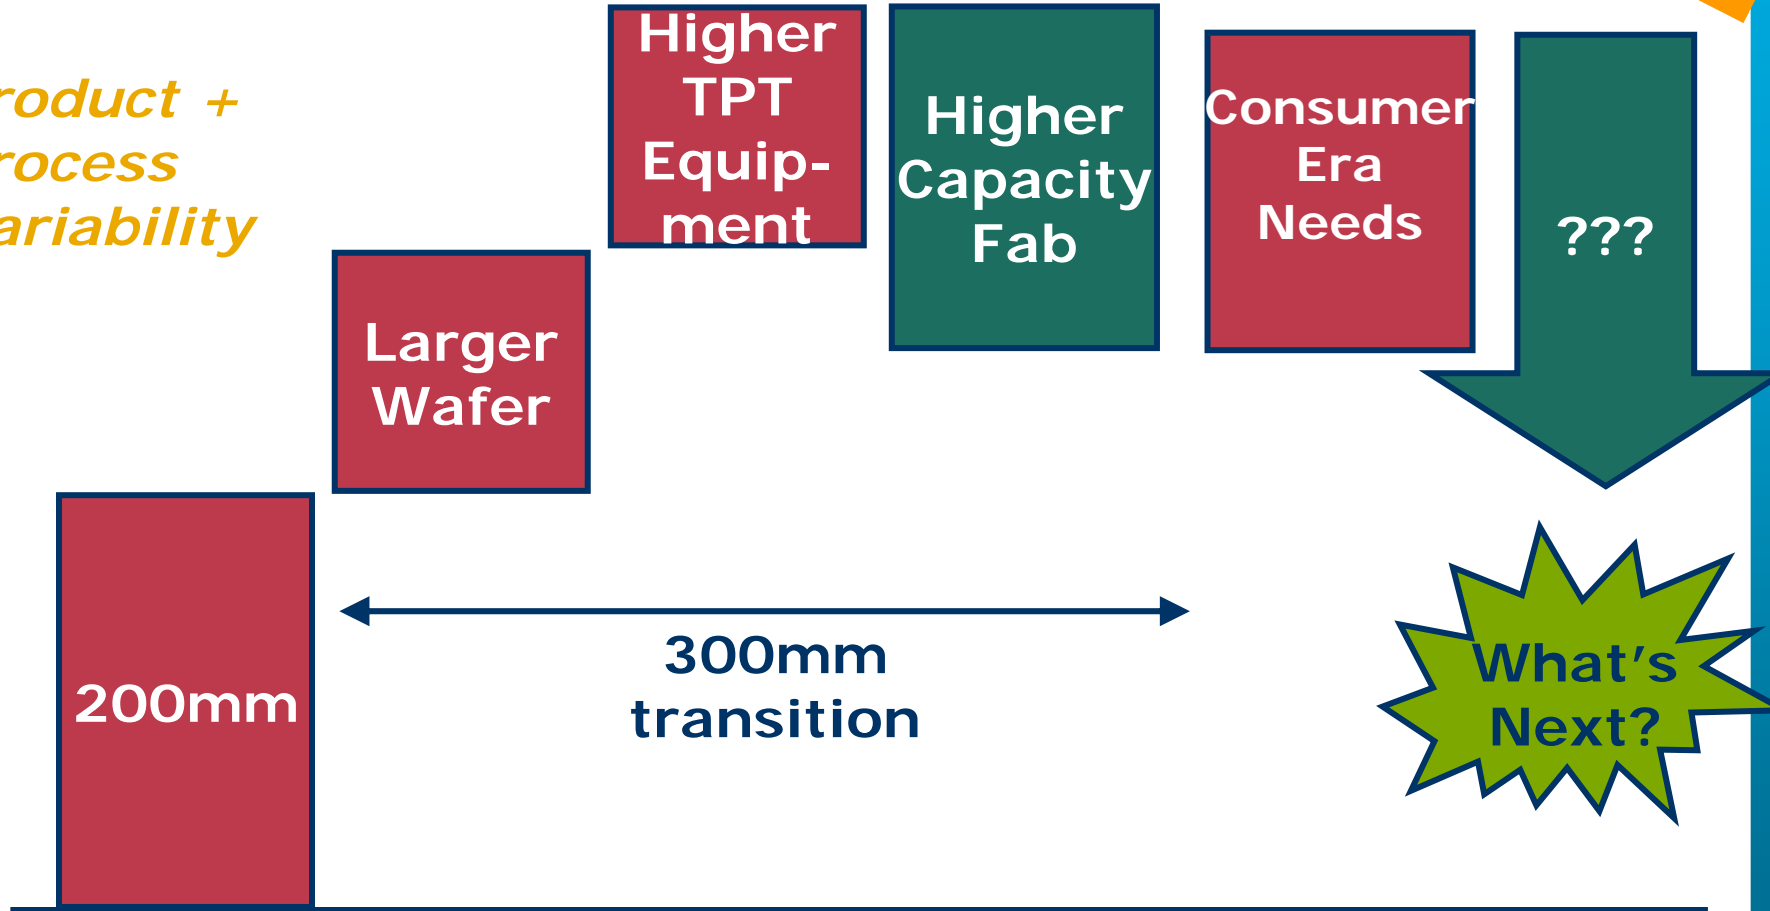 roduct +
rocess
ariability
200mm
Larger
Wafer
Higher
TPT
Equip-
ment
Higher
Capacity
Fab
Consumer
Era
Needs
???
300mm
transition
What's
Next?